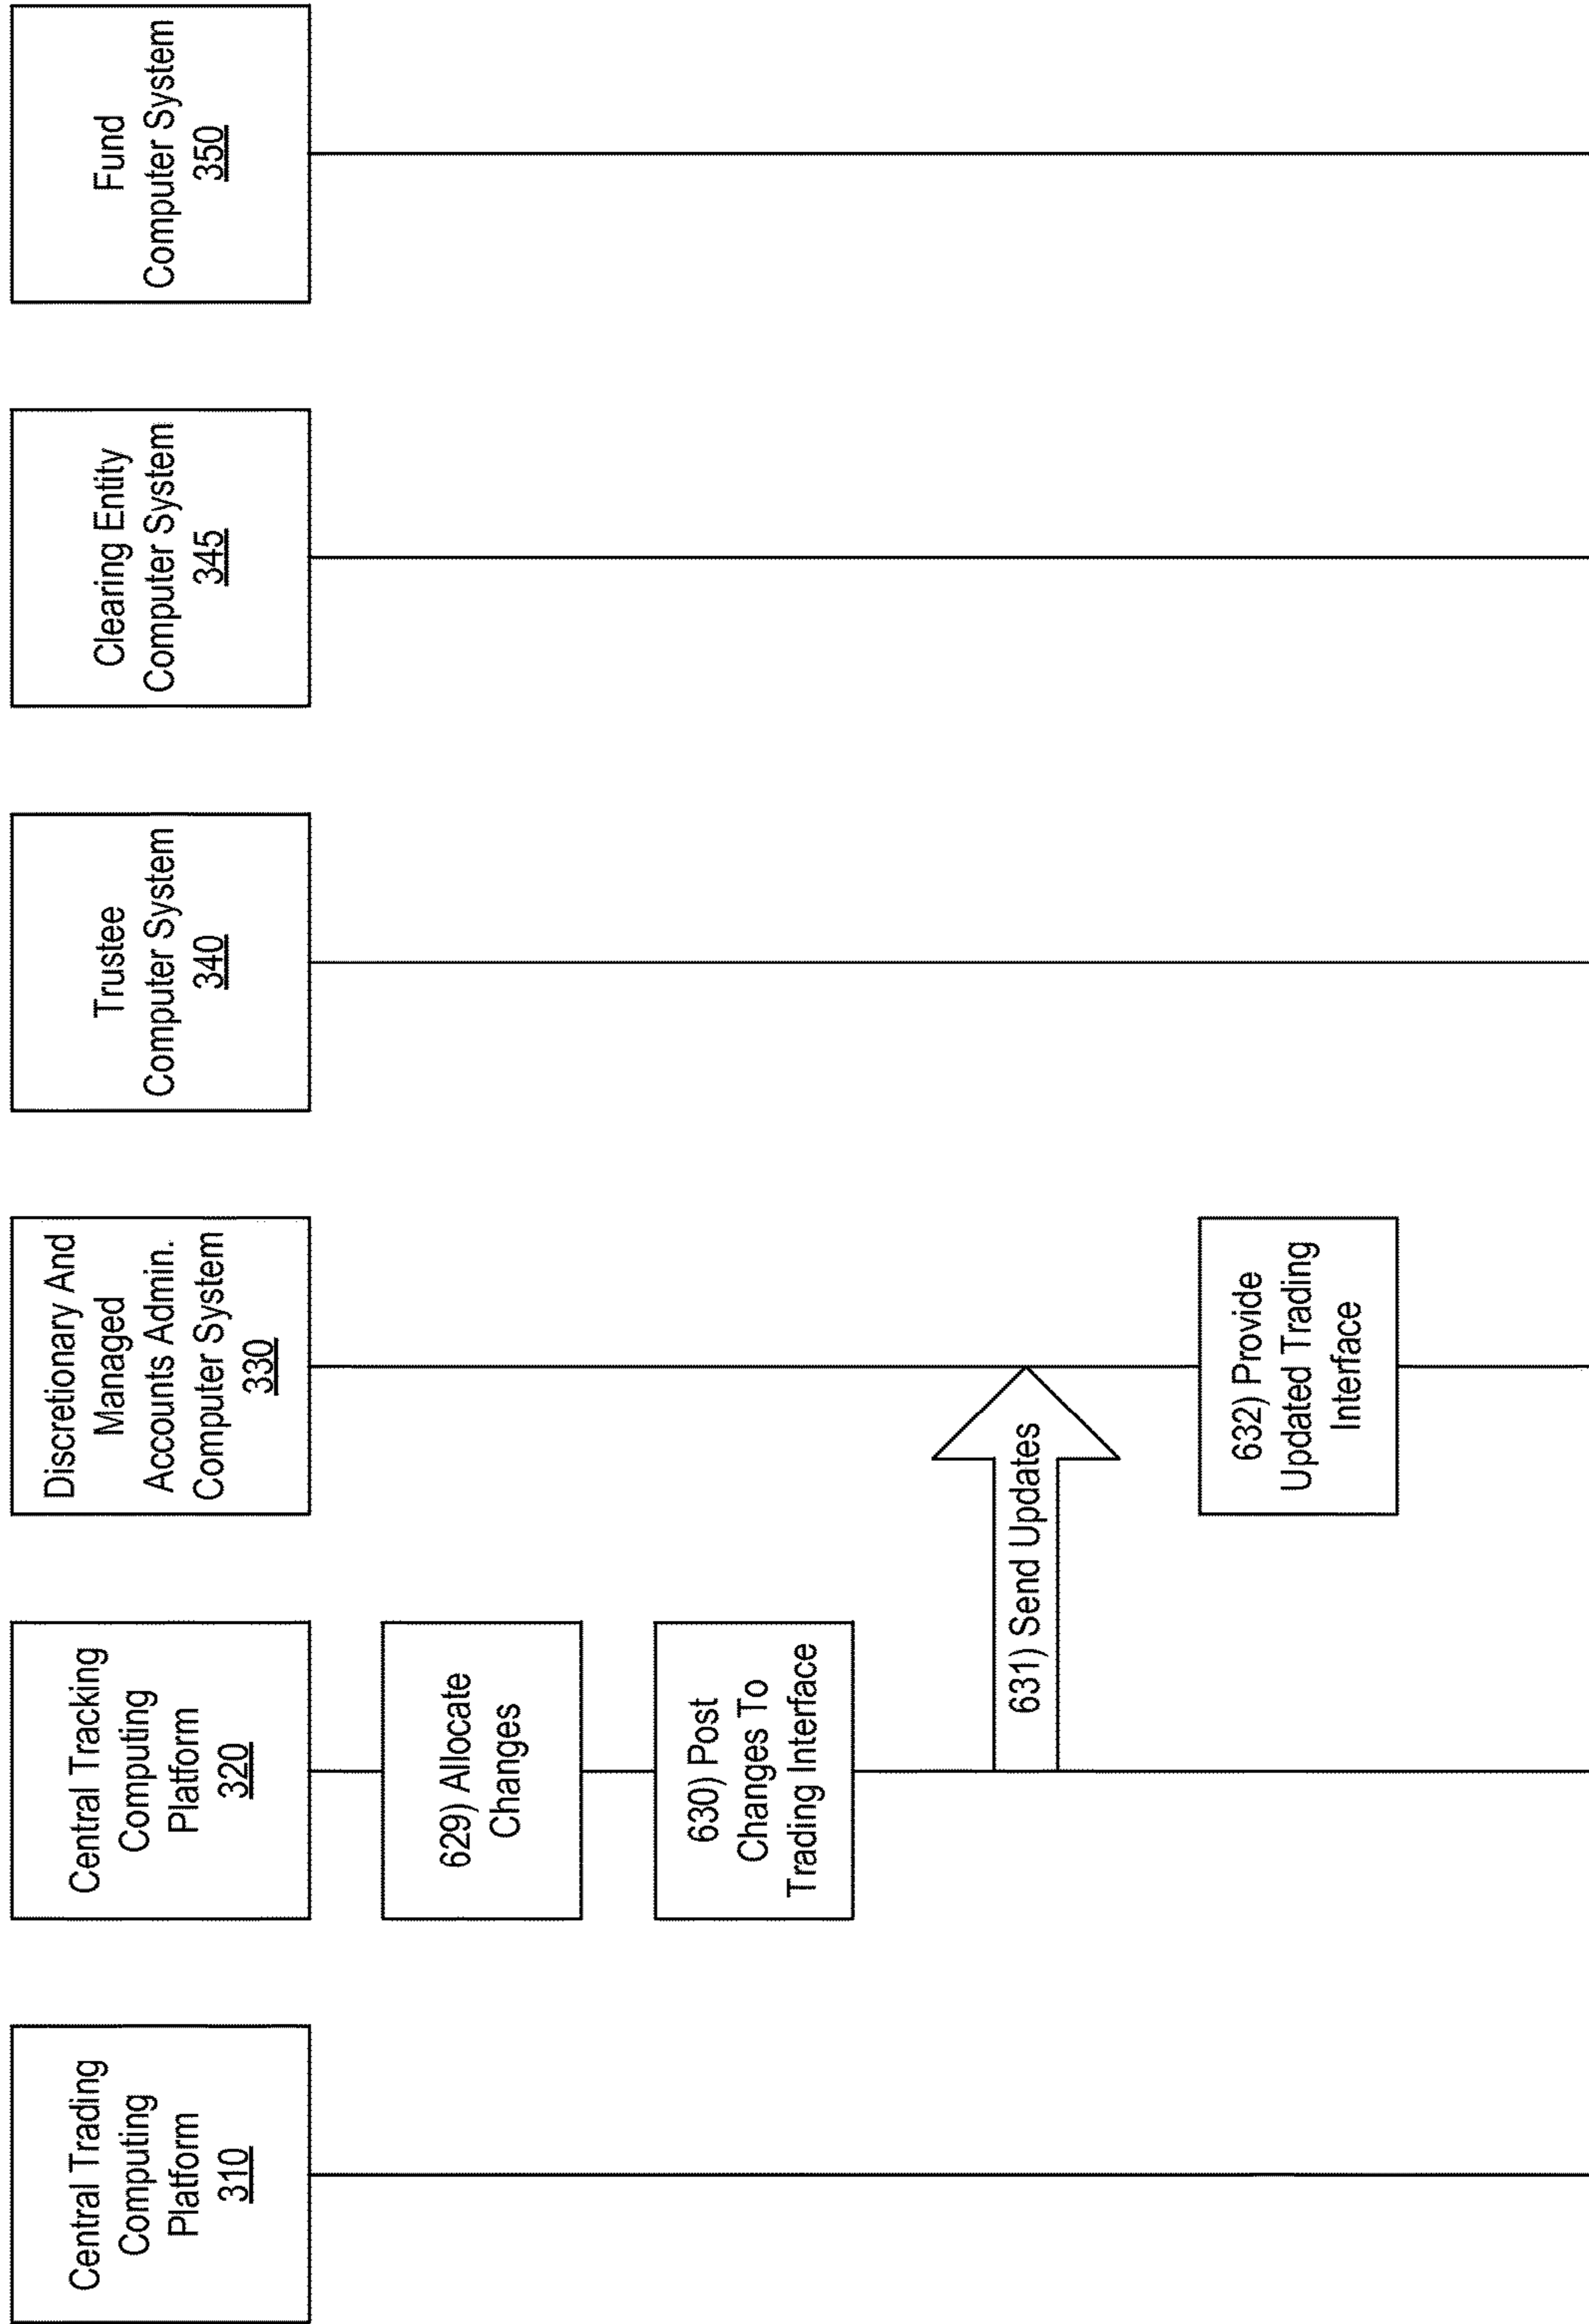 Central Trading
Computing
Platform
310
Central Tracking
Computing
Platform
320
Discretionary And
Managed
Accounts Admin.
Computer System
330
Trustee
Computer System
340
Clearing Entity
Computer System
345
Fund
Computer System
350
629) Allocate
Changes
630) Post
Changes To
Trading Interface
631) Send Updates
632) Provide
Updated Trading
Interface